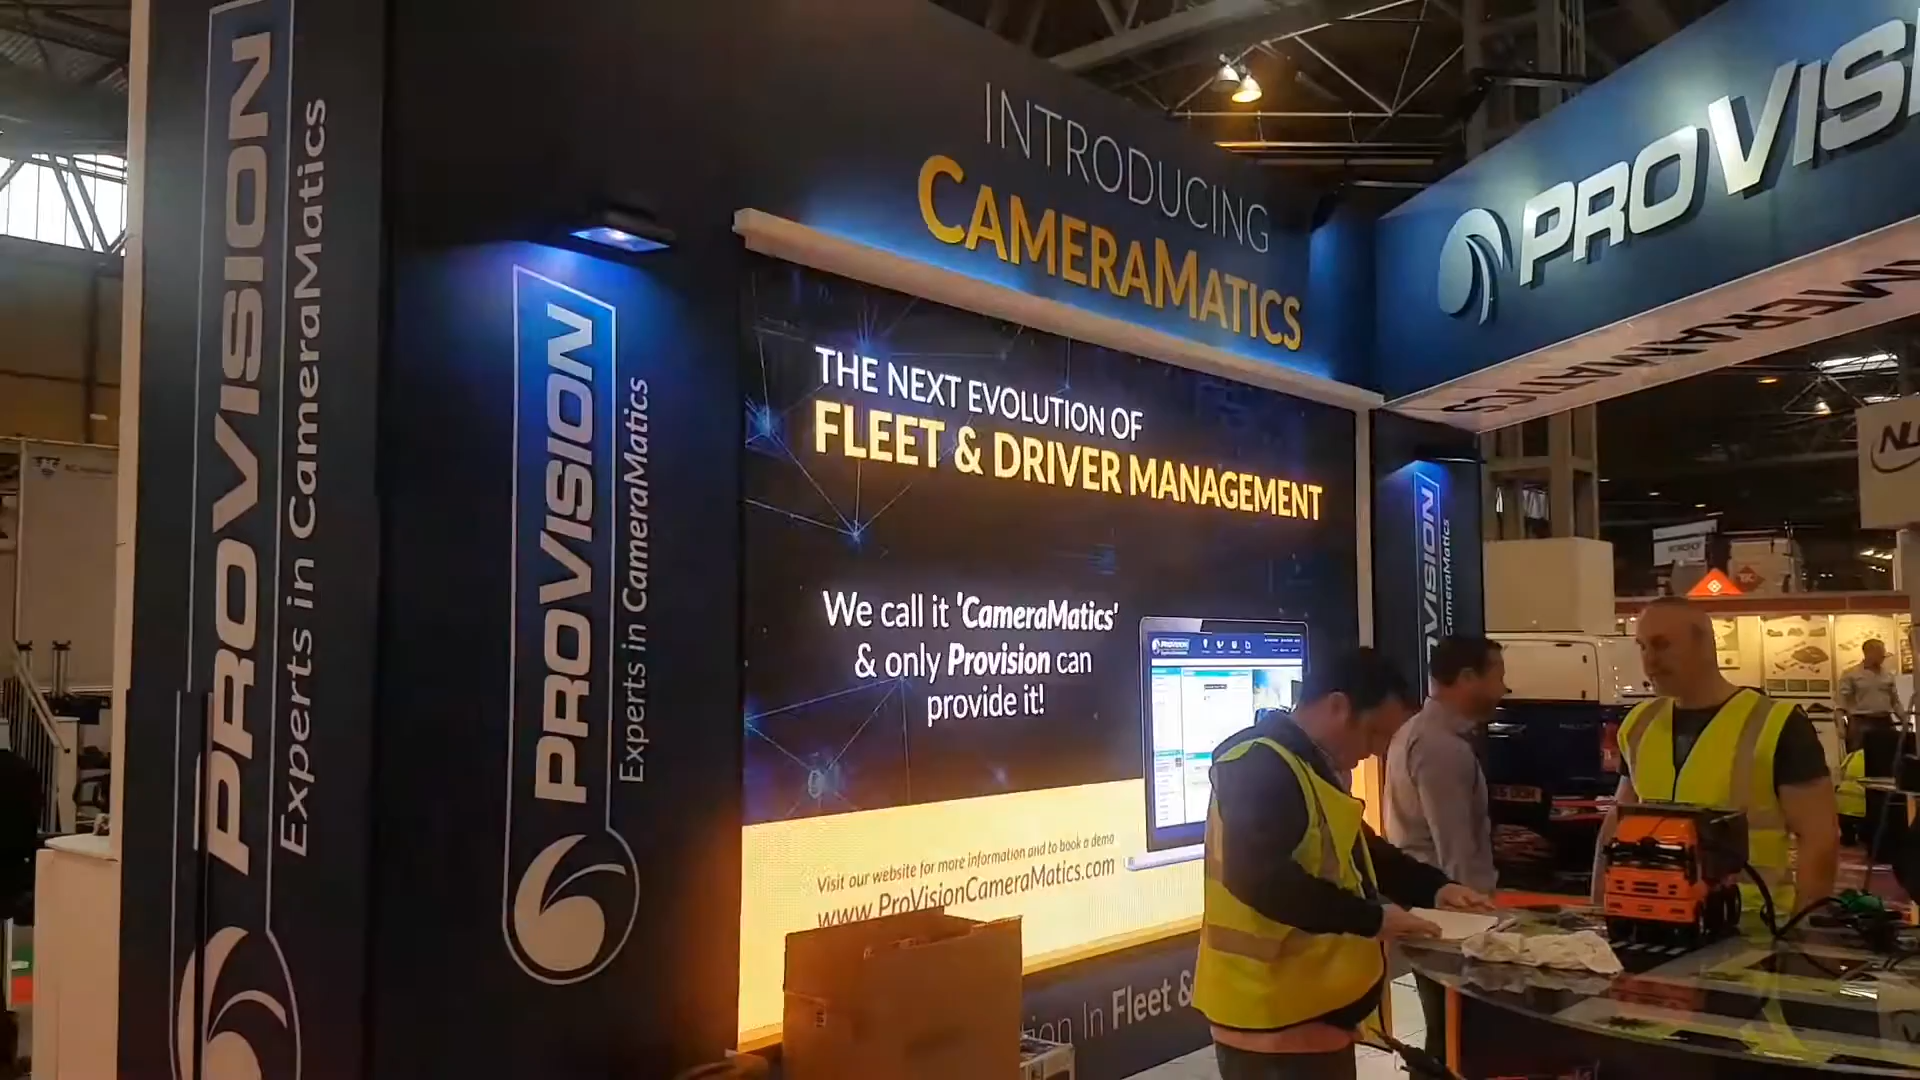 PROVISION
Experts in CameraMatics
PROVISION
Experts in CameraMatics
INTRODUCING
CAMERAMATICS
THE NEXT EVOLUTION OF
FLEET & DRIVER MANAGEMENT
We call it 'CameraMatics'
& only Provision can
provide it!
Visit our website for more information and to book a demo
www.ProVisionCameraMatics.com
In Fleet &
PROVIS
PROVISION
CameraMatics